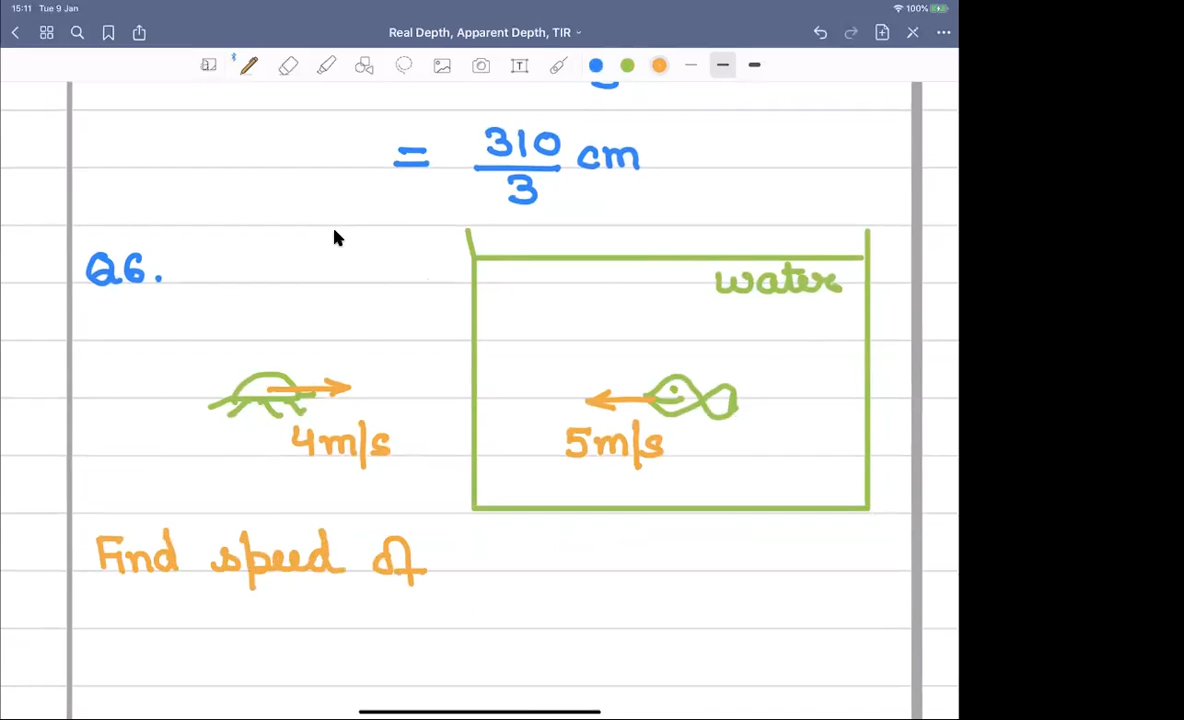 15:11 Tue 9 Jan
100%
Real Depth, Apparent Depth, TIR
= 310/3 cm
Q6.
water
4m/s
5m/s
Find speed of